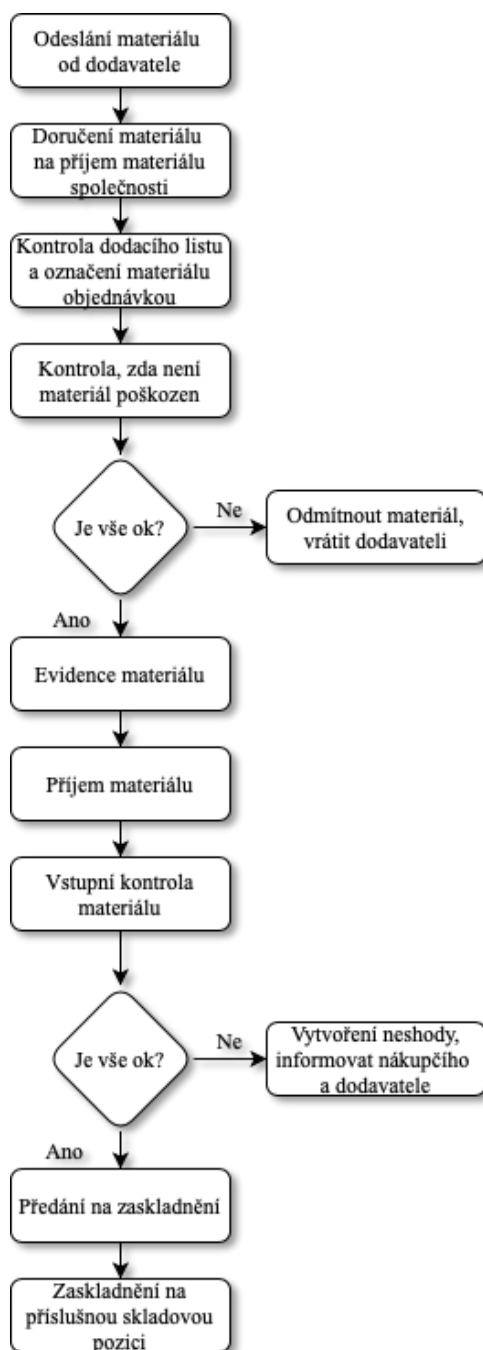 Odeslání materiálu
od dodavatele
Doručení materiálu
na příjem materiálu
společnosti
Kontrola dodacího listu
a označení materiálu
objednávkou
Kontrola, zda není
materiál poškozen
Je vše ok?
Ne
Odmítnout materiál,
vrátit dodavateli
Ano
Evidence materiálu
Příjem materiálu
Vstupní kontrola
materiálu
Je vše ok?
Ne
Vytvoření neshody,
informovat nákupčího
a dodavatele
Ano
Předání na zaskladnění
Zaskladnění na
příslušnou skladovou
pozici